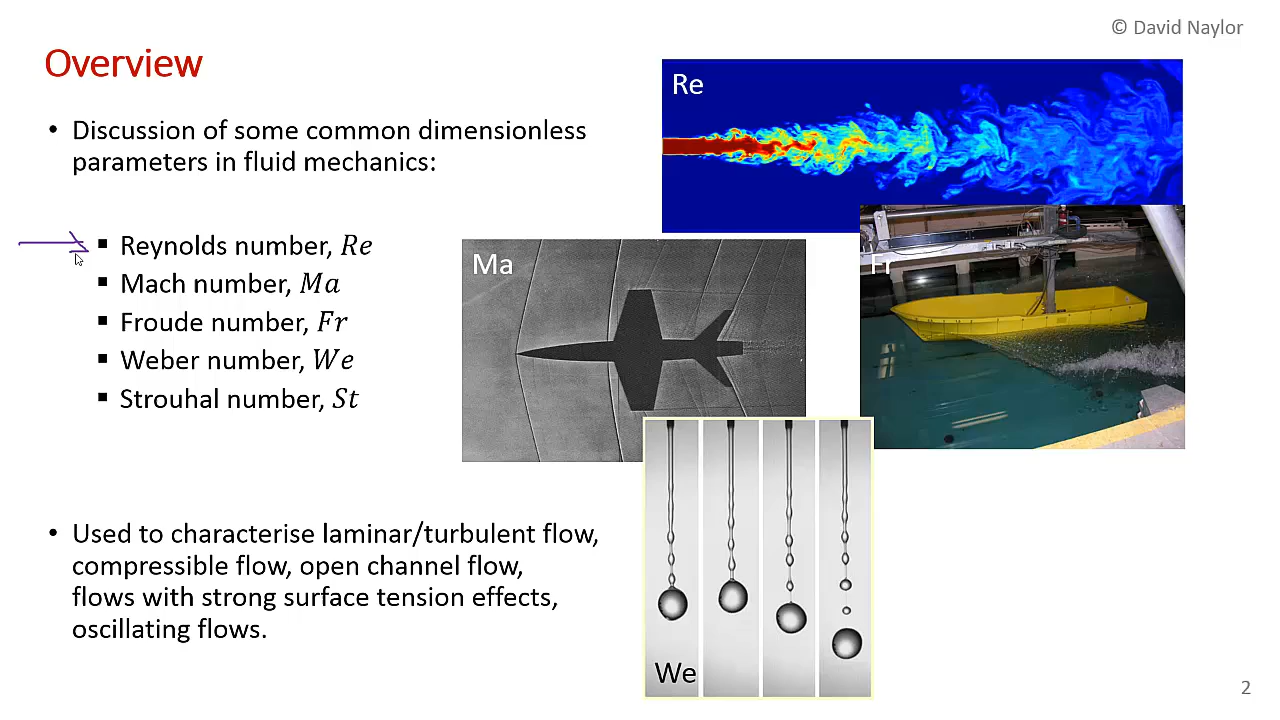 © David Naylor
Overview
• Discussion of some common dimensionless
parameters in fluid mechanics:
▪ Reynolds number, Re
▪ Mach number, Ma
▪ Froude number, Fr
▪ Weber number, We
▪ Strouhal number, St
• Used to characterise laminar/turbulent flow,
compressible flow, open channel flow,
flows with strong surface tension effects,
oscillating flows.
Re
Ma
Fr
We
2